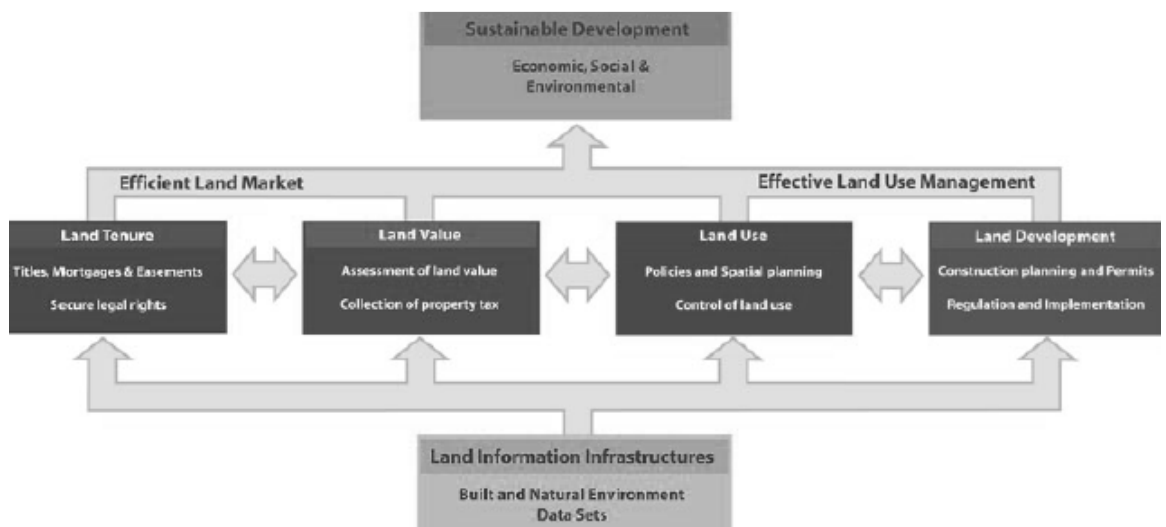 Sustainable Development
Economic, Social &
Environmental
Efficient Land Market
Effective Land Use Management
Land Tenure
Titles, Mortgages & Easements
Secure legal rights
Land Value
Assessment of land value
Collection of property tax
Land Use
Policies and Spatial planning
Control of land use
Land Development
Construction planning and Permits
Regulation and Implementation
Land Information Infrastructures
Built and Natural Environment
Data Sets